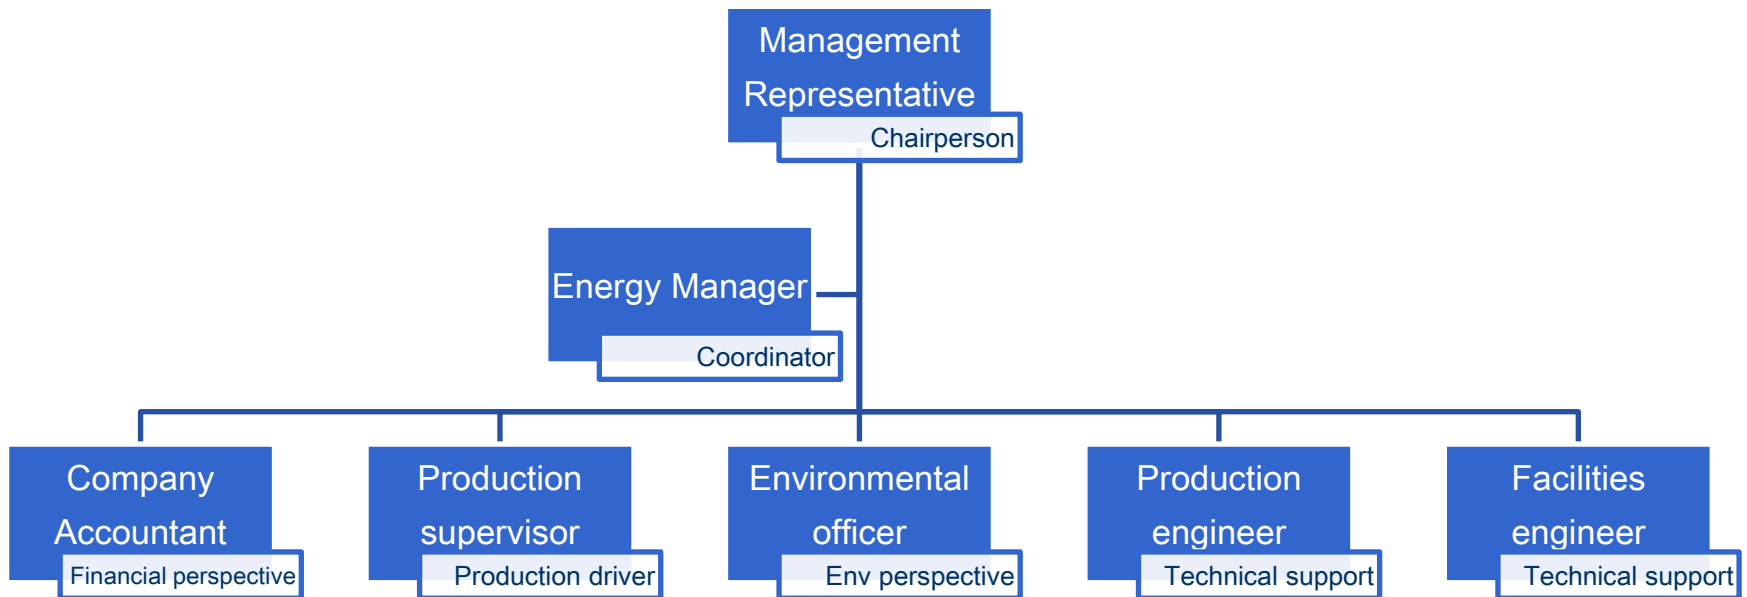 Management
Representative
Chairperson
Energy Manager
Coordinator
Company
Accountant
Financial perspective
Production
supervisor
Production driver
Environmental
officer
Env perspective
Production
engineer
Technical support
Facilities
engineer
Technical support